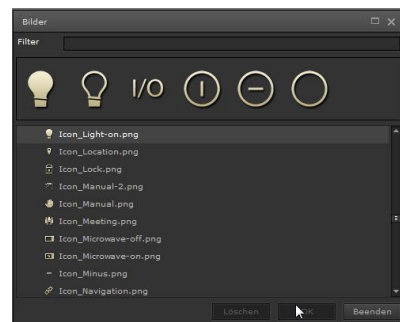 Bilder
Filter
I/O
Icon_Light-on.png
Icon_Location.png
Icon_Lock.png
Icon_Manual-2.png
Icon_Manual.png
Icon_Meeting.png
Icon_Microwave-off.png
Icon_Microwave-on.png
Icon_Minus.png
Icon_Navigation.png
Löschen
Beenden